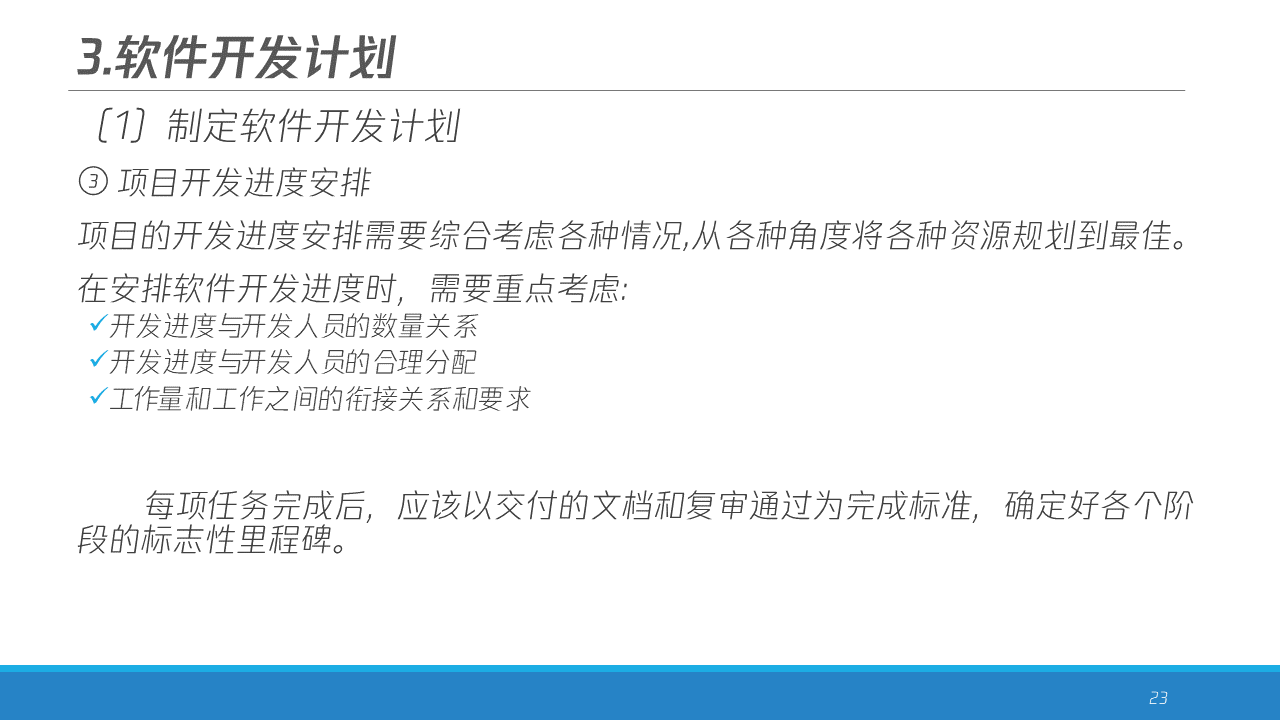 3.软件开发计划
（1）制定软件开发计划
③ 项目开发进度安排
项目的开发进度安排需要综合考虑各种情况,从各种角度将各种资源规划到最佳。
在安排软件开发进度时，需要重点考虑:
✓开发进度与开发人员的数量关系
✓开发进度与开发人员的合理分配
✓工作量和工作之间的衔接关系和要求
每项任务完成后，应该以交付的文档和复审通过为完成标准，确定好各个阶
段的标志性里程碑。
23